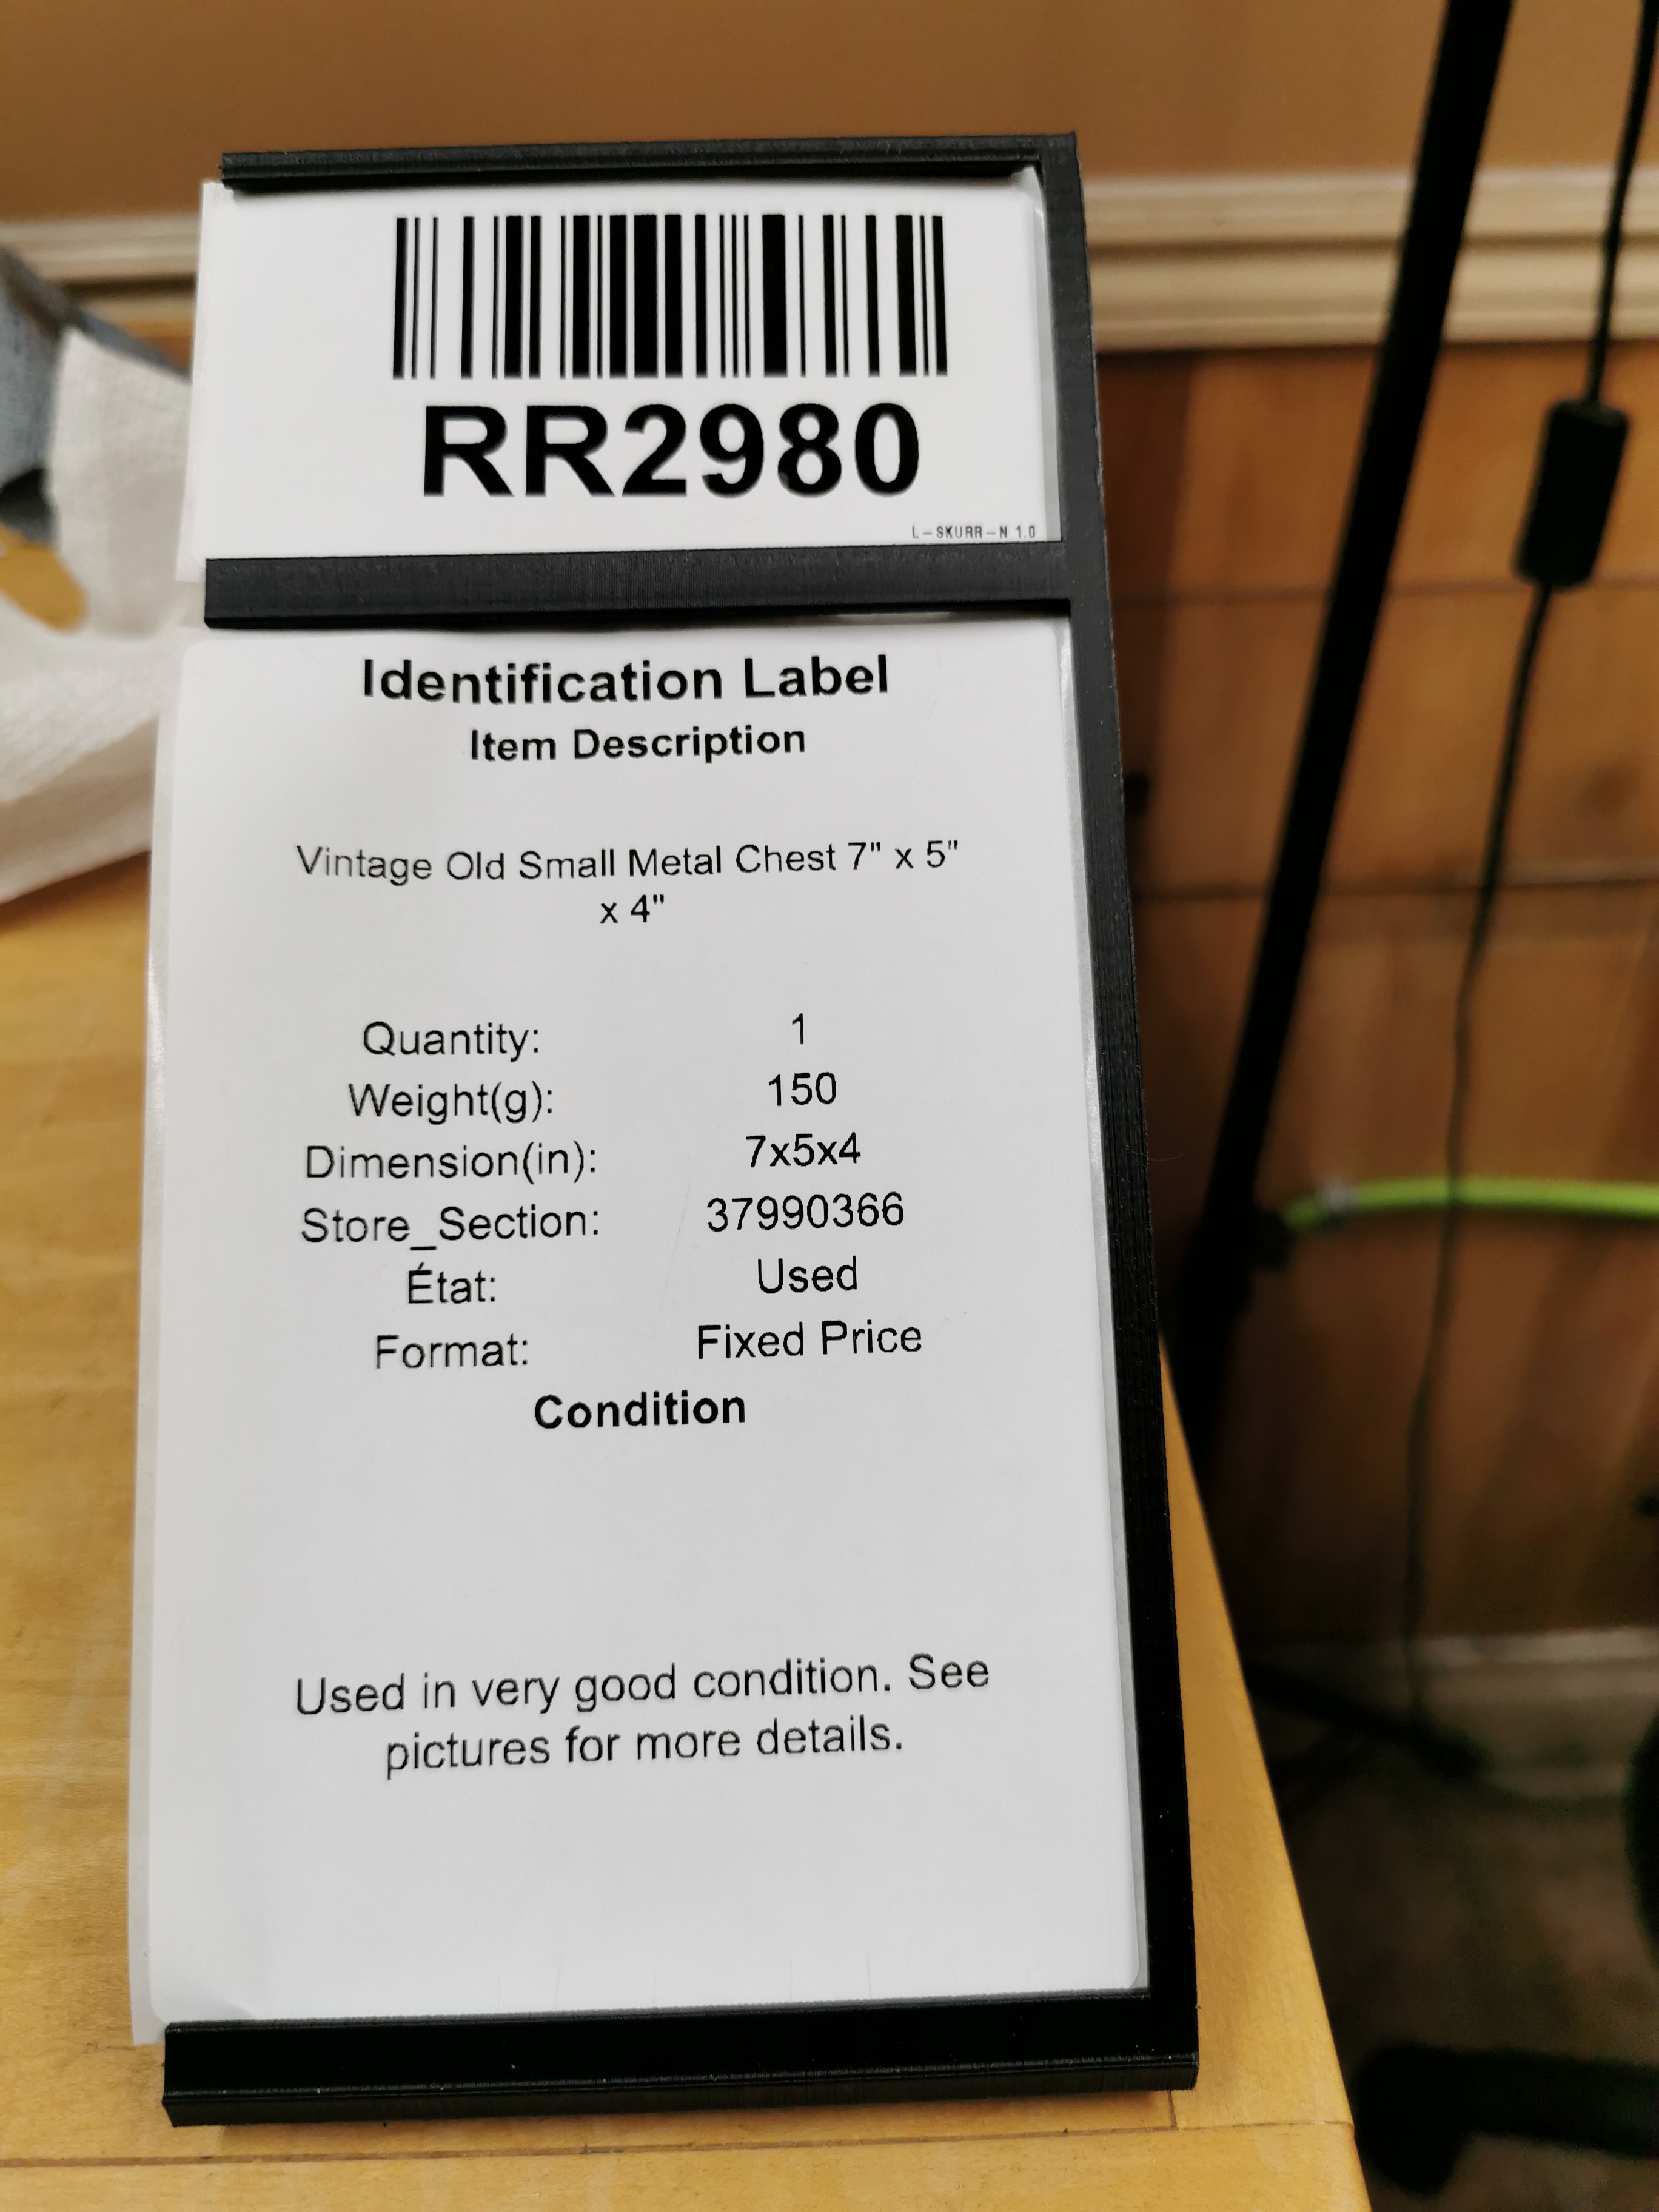 RR2980
L-SKURR-N 1.0
Identification Label
Item Description
Vintage Old Small Metal Chest 7" x 5"
x 4"
Quantity: 1
Weight(g): 150
Dimension(in): 7x5x4
Store_Section: 37990366
État: Used
Format: Fixed Price
Condition
Used in very good condition. See
pictures for more details.